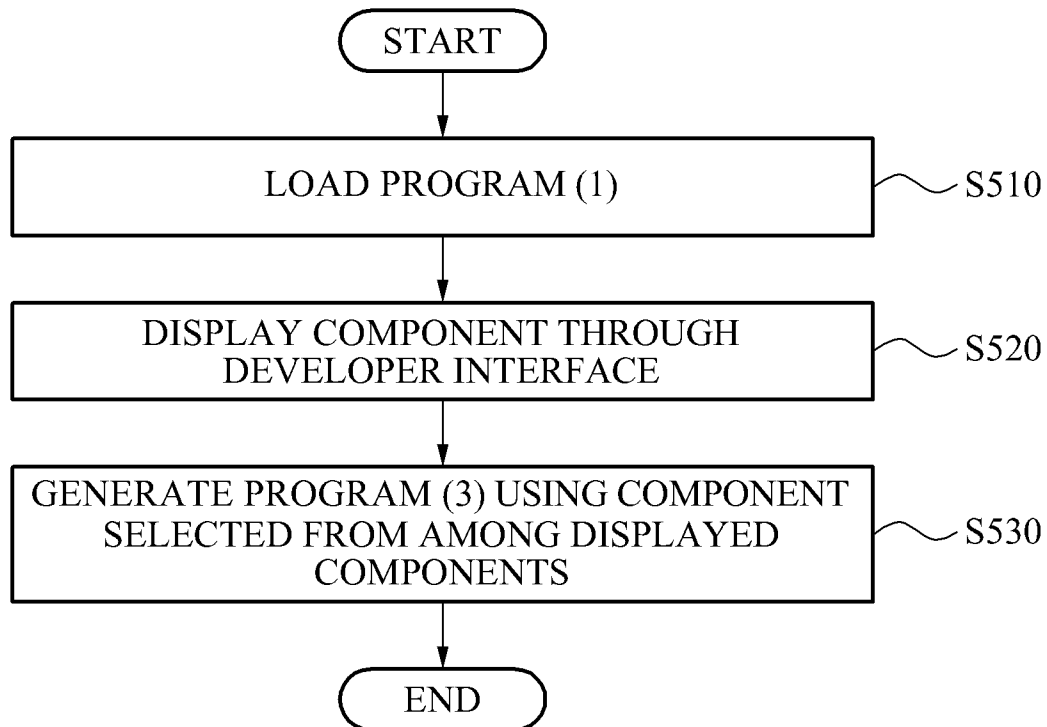 START
LOAD PROGRAM (1)
S510
DISPLAY COMPONENT THROUGH
DEVELOPER INTERFACE
S520
GENERATE PROGRAM (3) USING COMPONENT
SELECTED FROM AMONG DISPLAYED
COMPONENTS
S530
END